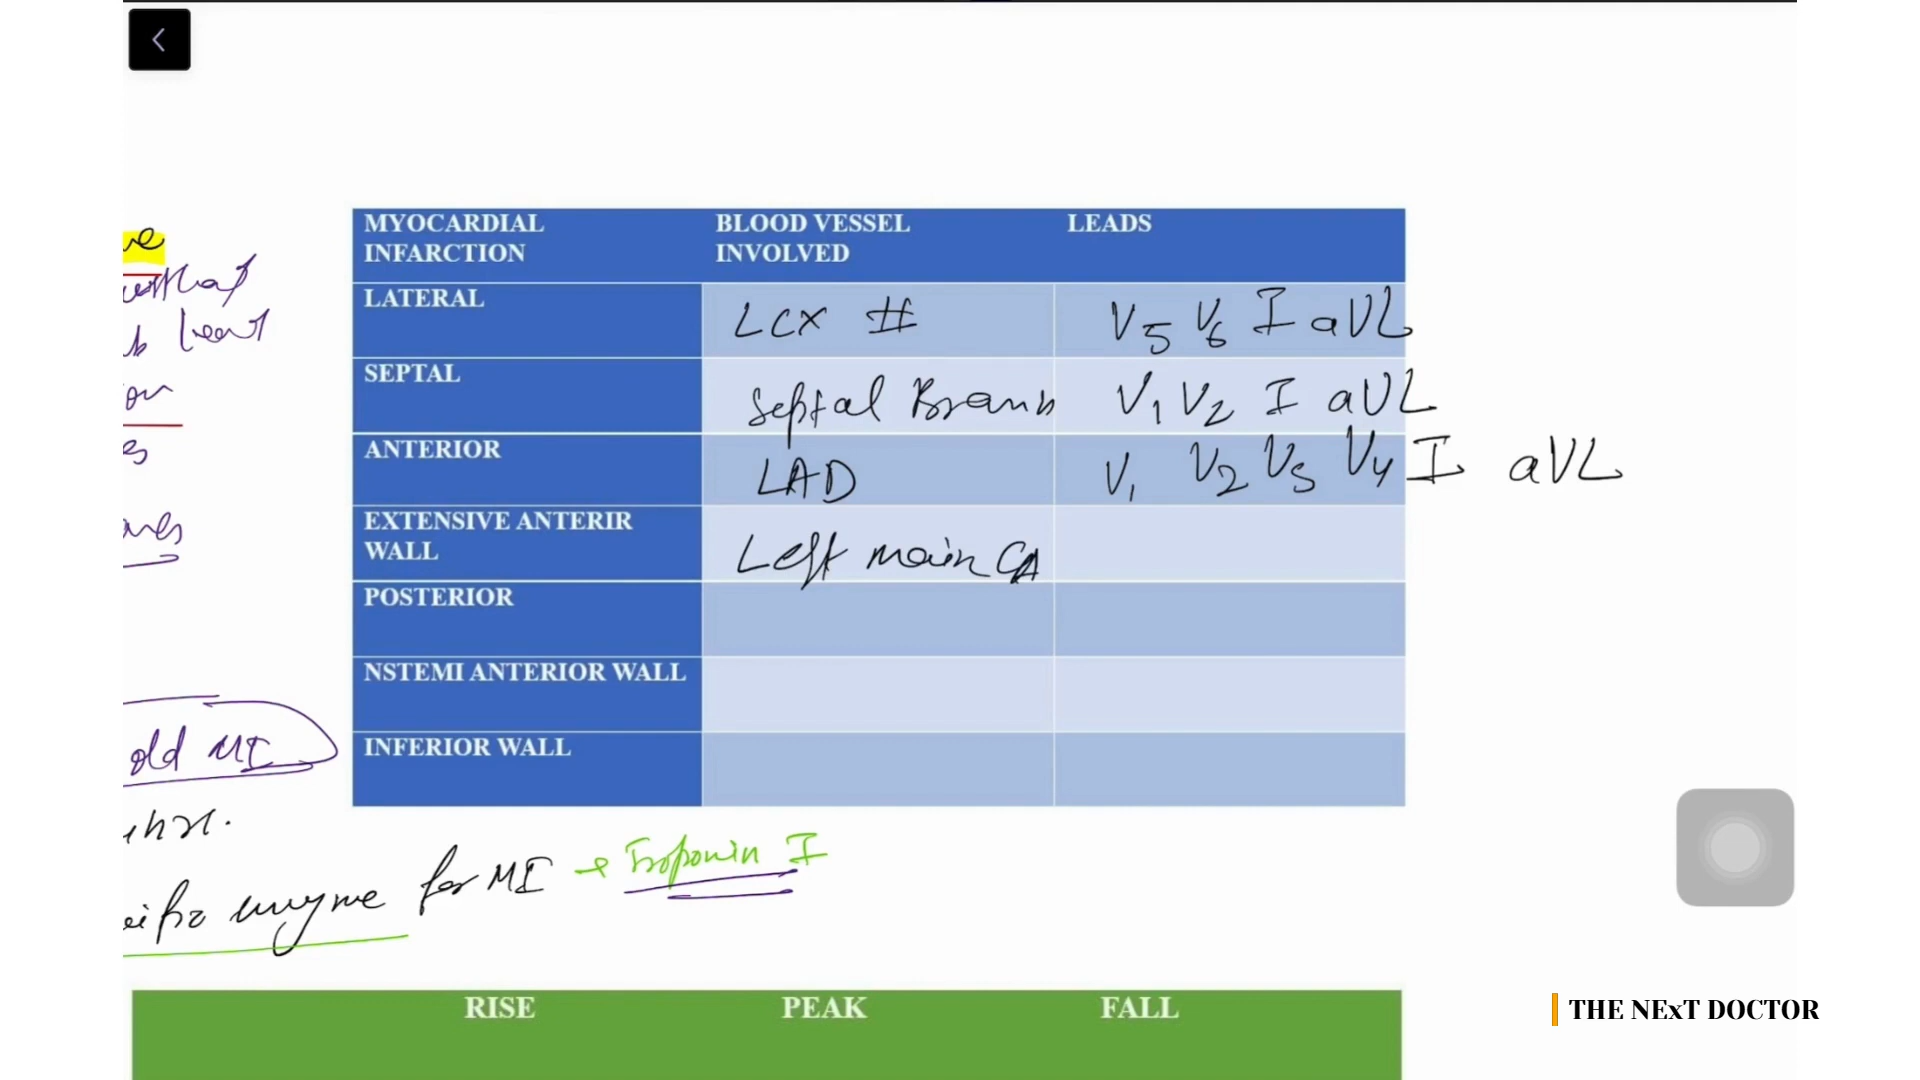 MYOCARDIAL INFARCTION
BLOOD VESSEL INVOLVED
LEADS
LATERAL
LCX #
V5 V6 I aVL
SEPTAL
Septal
V1 V2 I aVL
ANTERIOR
LAD
V1 V2 V3 V4 I aVL
EXTENSIVE ANTERIR WALL
Left main CA
POSTERIOR
NSTEMI ANTERIOR WALL
INFERIOR WALL
old MI
enzyme for MI → Troponin I
RISE
PEAK
FALL
THE NExT DOCTOR